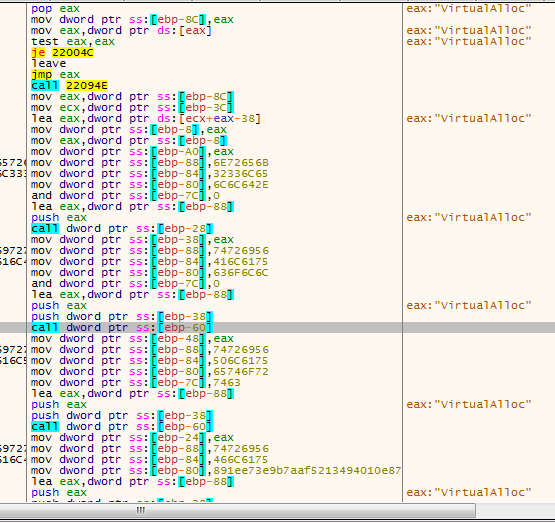 pop eax eax:"VirtualAlloc"
mov dword ptr ss:[ebp-8C],eax
mov eax,dword ptr ds:[eax] eax:"VirtualAlloc"
test eax,eax eax:"VirtualAlloc"
je 22004C
leave
jmp eax
call 22094E
mov eax,dword ptr ss:[ebp-8C]
mov ecx,dword ptr ss:[ebp-3C]
lea eax,dword ptr ds:[ecx+eax-38] eax:"VirtualAlloc"
mov dword ptr ss:[ebp-8],eax
mov eax,dword ptr ss:[ebp-8]
mov dword ptr ss:[ebp-A0],eax
65726 mov dword ptr ss:[ebp-88],6E72656B
6C333 mov dword ptr ss:[ebp-84],32336C65
mov dword ptr ss:[ebp-80],6C6C642E
and dword ptr ss:[ebp-7C],0
lea eax,dword ptr ss:[ebp-88]
push eax eax:"VirtualAlloc"
call dword ptr ss:[ebp-28]
mov dword ptr ss:[ebp-38],eax
69727 mov dword ptr ss:[ebp-88],74726956
616C4 mov dword ptr ss:[ebp-84],416C6175
mov dword ptr ss:[ebp-80],636F6C6C
and dword ptr ss:[ebp-7C],0
lea eax,dword ptr ss:[ebp-88]
push eax eax:"VirtualAlloc"
push dword ptr ss:[ebp-38]
call dword ptr ss:[ebp-60]
mov dword ptr ss:[ebp-48],eax
69727 mov dword ptr ss:[ebp-88],74726956
616C5 mov dword ptr ss:[ebp-84],506C6175
mov dword ptr ss:[ebp-80],65746F72
mov dword ptr ss:[ebp-7C],7463
lea eax,dword ptr ss:[ebp-88]
push eax eax:"VirtualAlloc"
push dword ptr ss:[ebp-38]
call dword ptr ss:[ebp-60]
mov dword ptr ss:[ebp-24],eax
69727 mov dword ptr ss:[ebp-88],74726956
616C4 mov dword ptr ss:[ebp-84],466C6175
mov dword ptr ss:[ebp-80],891ee73e9b7aaf5213494010e87
lea eax,dword ptr ss:[ebp-88]
push eax eax:"VirtualAlloc"